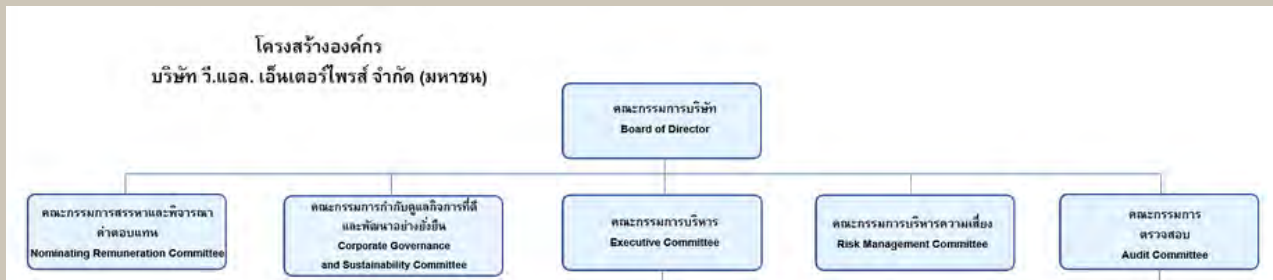 โครงสร้างองค์กร
บริษัท วี.แอล. เอ็นเตอร์ไพรส์ จำกัด (มหาชน)
คณะกรรมการบริษัท
Board of Director
คณะกรรมการสรรหาและพิจารณา
ค่าตอบแทน
Nominating Remuneration Committee
คณะกรรมการกำกับดูแลกิจการที่ดี
และพัฒนาอย่างยั่งยืน
Corporate Governance
and Sustainability Committee
คณะกรรมการบริหาร
Executive Committee
คณะกรรมการบริหารความเสี่ยง
Risk Management Committee
คณะกรรมการ
ตรวจสอบ
Audit Committee